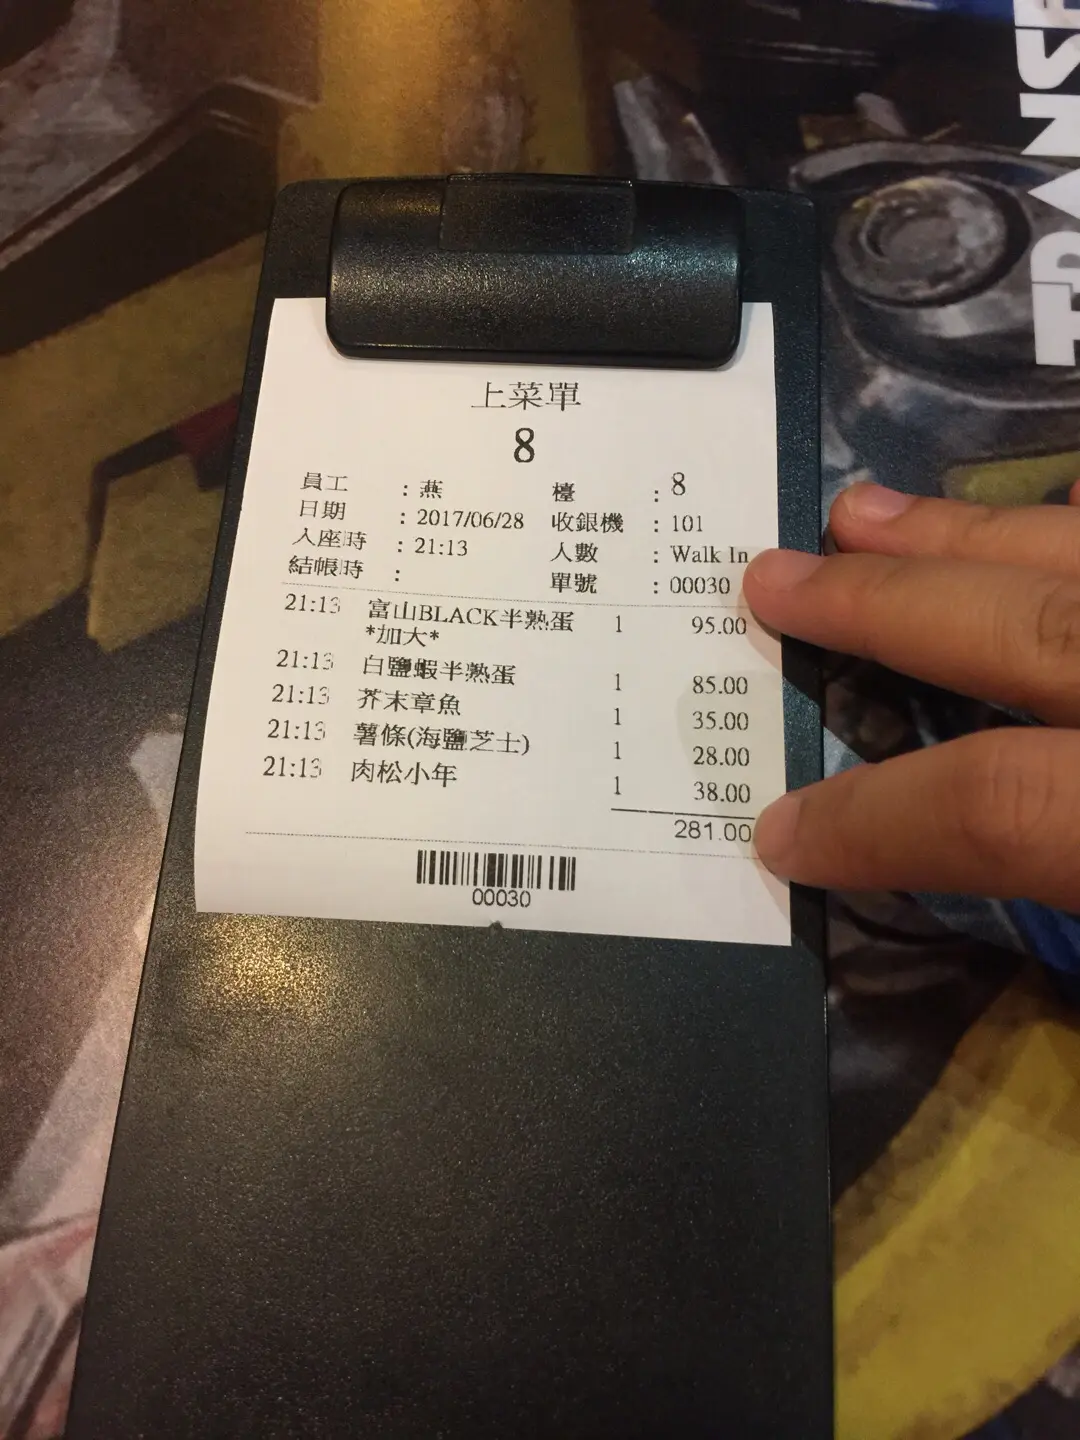 TRANS
上菜單
8
員工 : 燕 檯 : 8
日期 : 2017/06/28 收銀機 : 101
入座時 : 21:13 人數 : Walk In
結帳時 : 單號 : 00030
21:13 富山BLACK半熟蛋 1 95.00
*加大*
21:13 白鹽蝦半熟蛋 1 85.00
21:13 芥末章魚 1 35.00
21:13 薯條(海鹽芝士) 1 28.00
21:13 肉松小年 1 38.00
281.00
00030